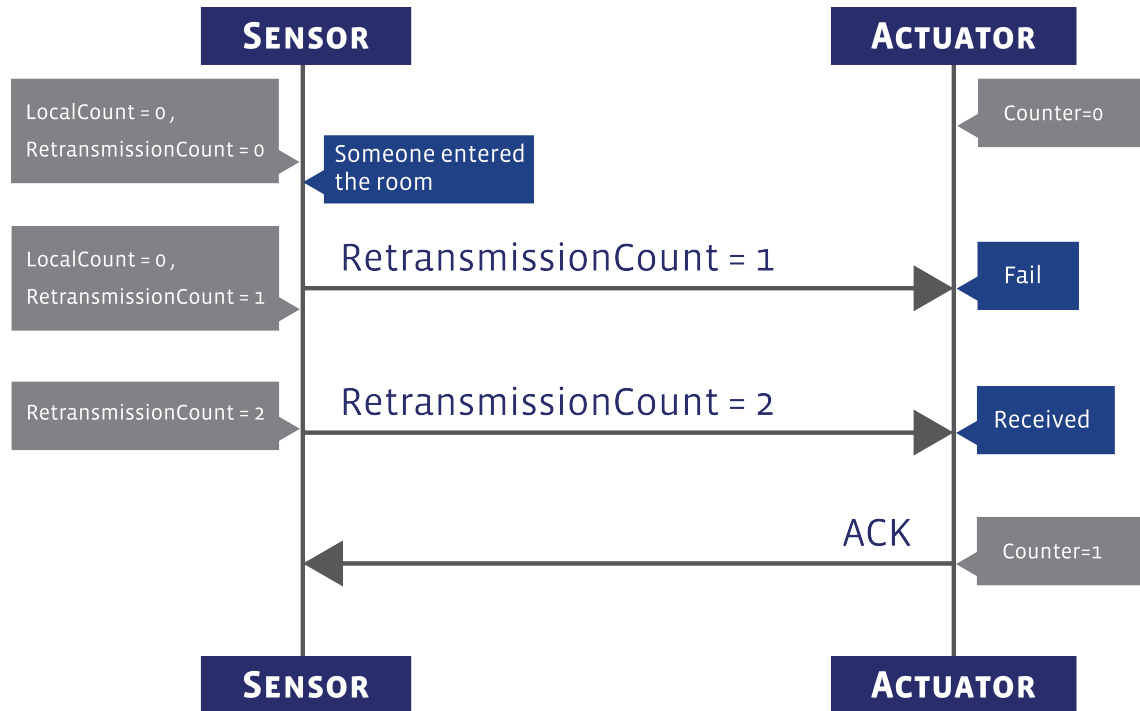 SENSOR
ACTUATOR
LocalCount = 0 ,
RetransmissionCount = 0
Counter=0
Someone entered
the room
LocalCount = 0 ,
RetransmissionCount = 1
RetransmissionCount = 1
Fail
RetransmissionCount = 2
RetransmissionCount = 2
Received
ACK
Counter=1
SENSOR
ACTUATOR